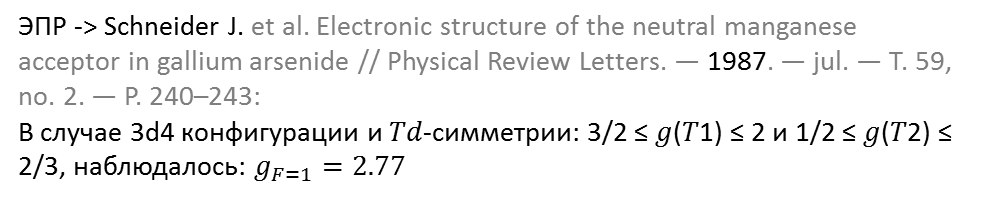 ЭПР -> Schneider J. et al. Electronic structure of the neutral manganese
acceptor in gallium arsenide // Physical Review Letters. — 1987. — jul. — Т. 59,
no. 2. — P. 240–243:
В случае 3d4 конфигурации и 𝑇𝑑-симметрии: 3/2 ≤ 𝑔(𝑇1) ≤ 2 и 1/2 ≤ 𝑔(𝑇2) ≤
2/3, наблюдалось: 𝑔_{𝐹=1} = 2.77